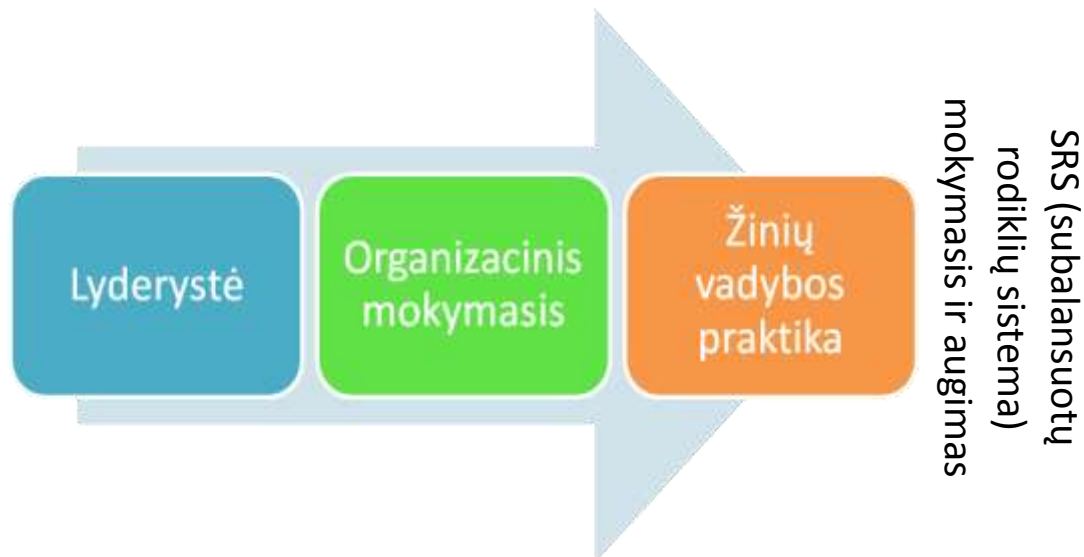 Lyderystė
Organizacinis
mokymasis
Žinių
vadybos
praktika
SRS (subalansuotų
rodiklių sistema)
mokymasis ir augimas